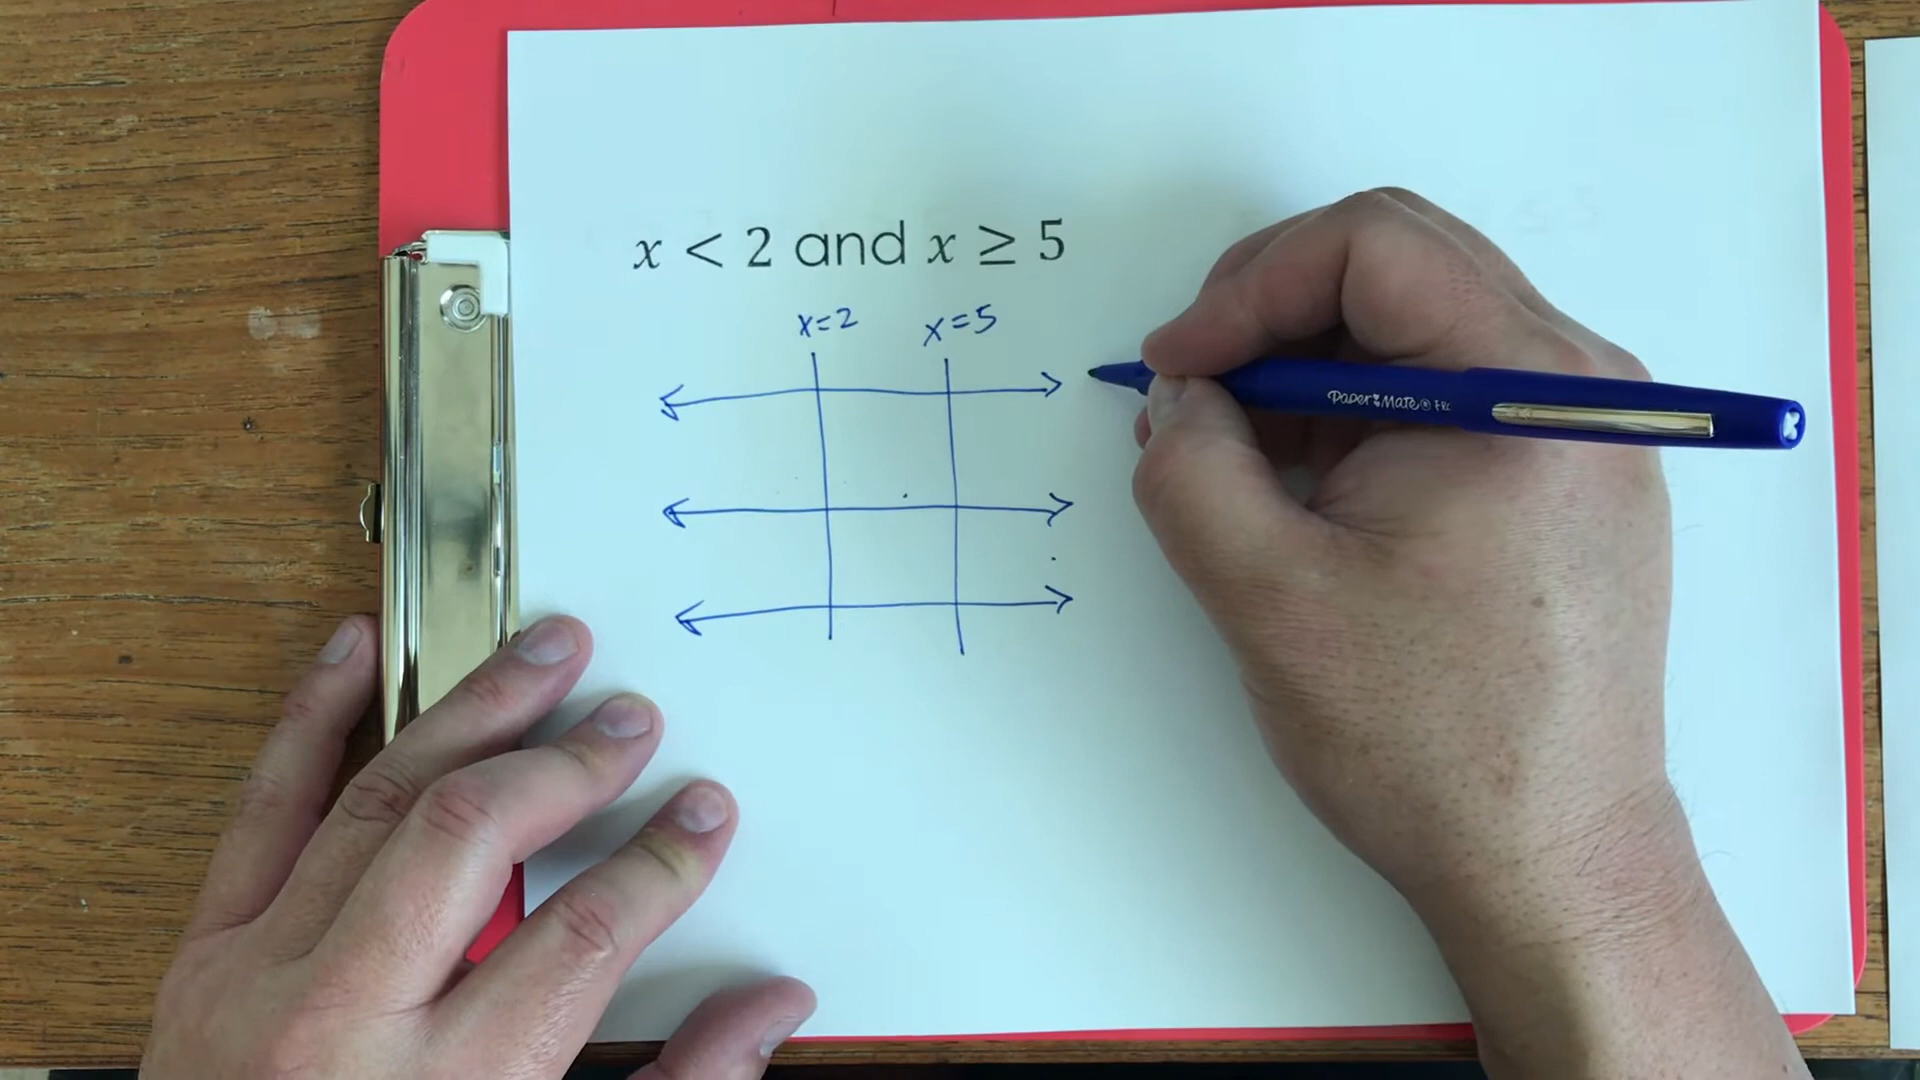 x < 2 and x ≥ 5
x=2 x=5
Paper Mate®